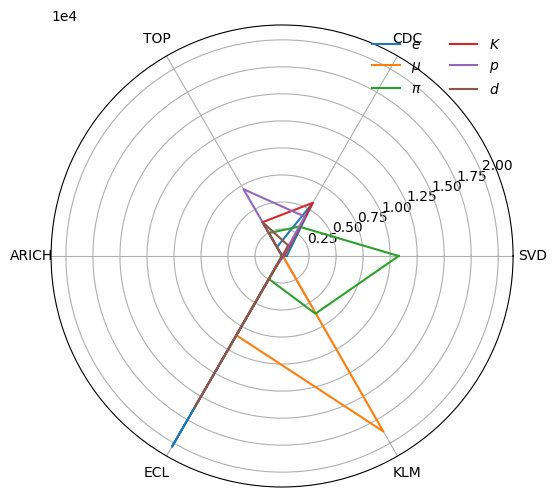 1e4
TOP
CDC
e
μ
π
K
p
d
2.00
1.75
1.50
1.25
1.00
0.75
0.50
0.25
ARICH
SVD
ECL
KLM